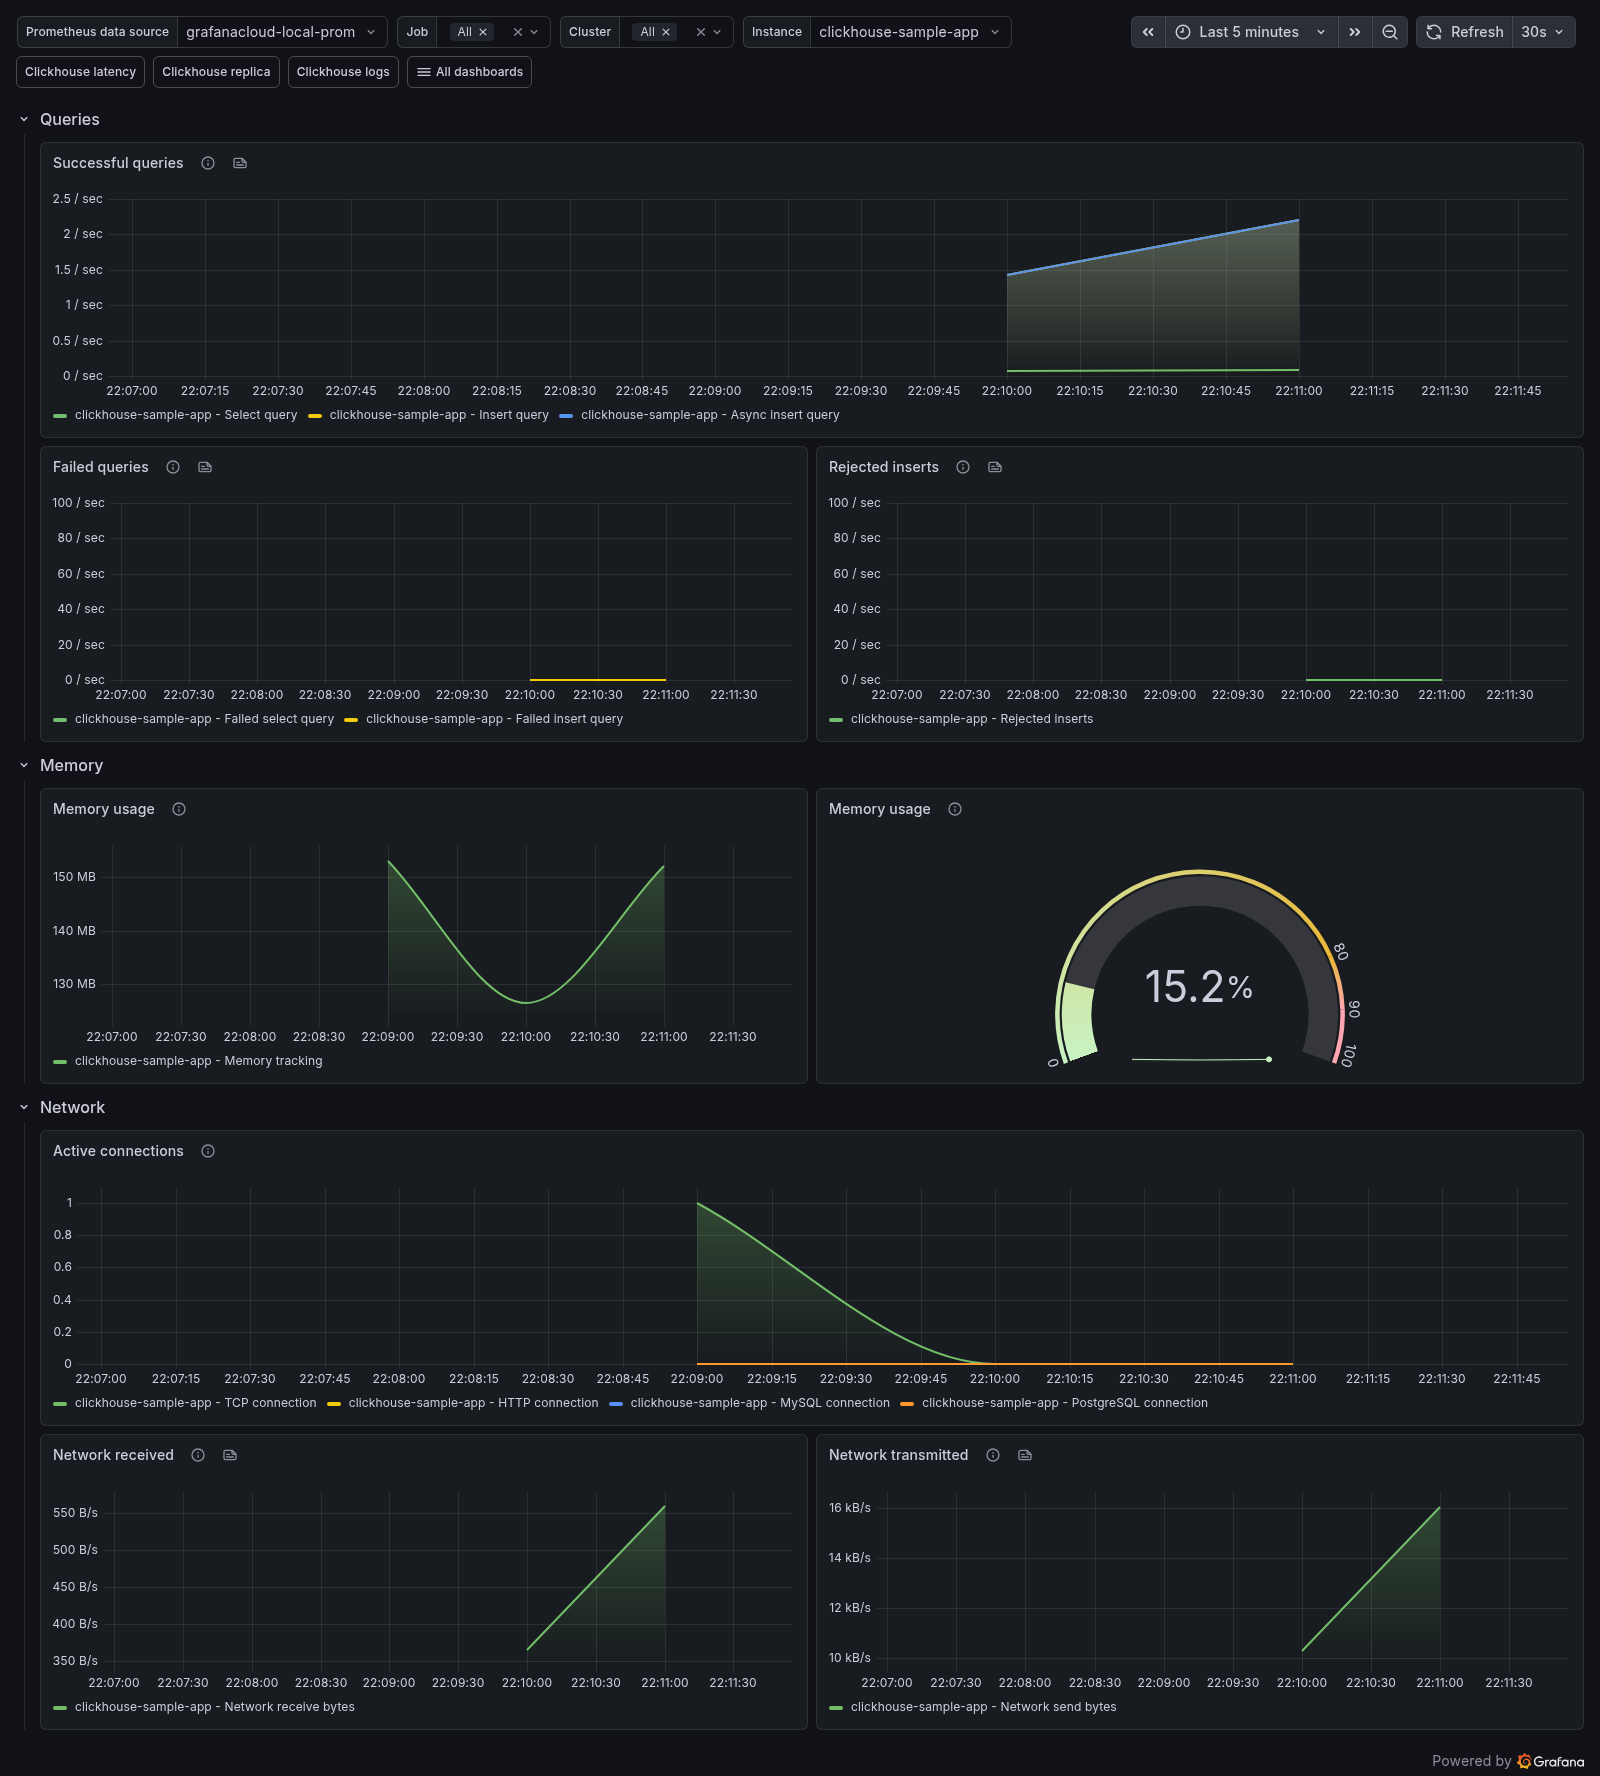 Prometheus data source grafanacloud-local-prom Job All Cluster All Instance clickhouse-sample-app Last 5 minutes Refresh 30s
Clickhouse latency Clickhouse replica Clickhouse logs All dashboards
Queries
Successful queries
2.5 / sec
2 / sec
1.5 / sec
1 / sec
0.5 / sec
0 / sec
22:07:00 22:07:15 22:07:30 22:07:45 22:08:00 22:08:15 22:08:30 22:08:45 22:09:00 22:09:15 22:09:30 22:09:45 22:10:00 22:10:15 22:10:30 22:10:45 22:11:00 22:11:15 22:11:30 22:11:45
clickhouse-sample-app - Select query clickhouse-sample-app - Insert query clickhouse-sample-app - Async insert query
Failed queries
100 / sec
80 / sec
60 / sec
40 / sec
20 / sec
0 / sec
22:07:00 22:07:30 22:08:00 22:08:30 22:09:00 22:09:30 22:10:00 22:10:30 22:11:00 22:11:30
clickhouse-sample-app - Failed select query clickhouse-sample-app - Failed insert query
Rejected inserts
100 / sec
80 / sec
60 / sec
40 / sec
20 / sec
0 / sec
22:07:00 22:07:30 22:08:00 22:08:30 22:09:00 22:09:30 22:10:00 22:10:30 22:11:00 22:11:30
clickhouse-sample-app - Rejected inserts
Memory
Memory usage
150 MB
140 MB
130 MB
22:07:00 22:07:30 22:08:00 22:08:30 22:09:00 22:09:30 22:10:00 22:10:30 22:11:00 22:11:30
clickhouse-sample-app - Memory tracking
Memory usage
80
15.2%
90
0 100
Network
Active connections
1
0.8
0.6
0.4
0.2
0
22:07:00 22:07:15 22:07:30 22:07:45 22:08:00 22:08:15 22:08:30 22:08:45 22:09:00 22:09:15 22:09:30 22:09:45 22:10:00 22:10:15 22:10:30 22:10:45 22:11:00 22:11:15 22:11:30 22:11:45
clickhouse-sample-app - TCP connection clickhouse-sample-app - HTTP connection clickhouse-sample-app - MySQL connection clickhouse-sample-app - PostgreSQL connection
Network received
550 B/s
500 B/s
450 B/s
400 B/s
350 B/s
22:07:00 22:07:30 22:08:00 22:08:30 22:09:00 22:09:30 22:10:00 22:10:30 22:11:00 22:11:30
clickhouse-sample-app - Network receive bytes
Network transmitted
16 kB/s
14 kB/s
12 kB/s
10 kB/s
22:07:00 22:07:30 22:08:00 22:08:30 22:09:00 22:09:30 22:10:00 22:10:30 22:11:00 22:11:30
clickhouse-sample-app - Network send bytes
Powered by Grafana